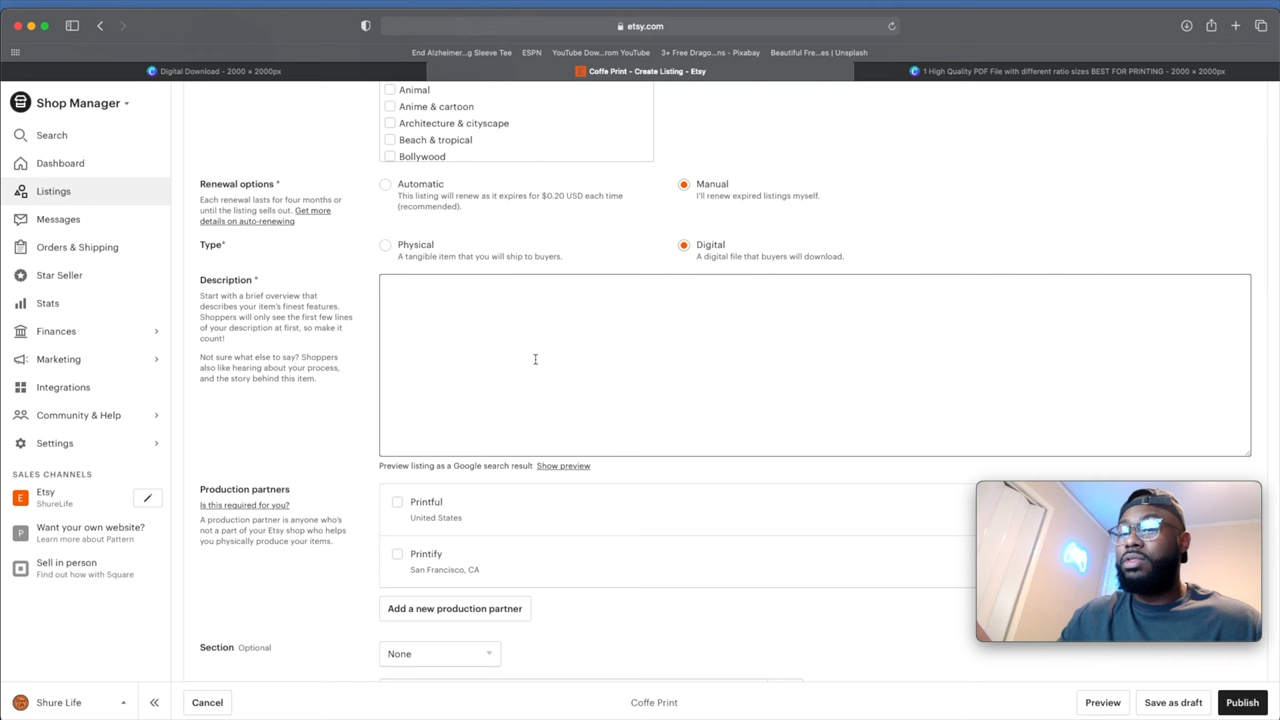 etsy.com
End Alzheimer...g Sleeve Tee
ESPN
YouTube Dow...rom YouTube
3+ Free Drago...ns - Pixabay
Beautiful Fre...es | Unsplash
Digital Download - 2000 × 2000px
Coffe Print - Create Listing - Etsy
1 High Quality PDF File with different ratio sizes BEST FOR PRINTING - 2000 × 2000px
Shop Manager
Search
Dashboard
Listings
Messages
Orders & Shipping
Star Seller
Stats
Finances
Marketing
Integrations
Community & Help
Settings
SALES CHANNELS
E
Etsy
ShureLife
P
Want your own website?
Learn more about Pattern
Sell in person
Find out how with Square
Shure Life
Animal
Anime & cartoon
Architecture & cityscape
Beach & tropical
Bollywood
Renewal options *
Each renewal lasts for four months or
until the listing sells out. Get more
details on auto-renewing
Automatic
This listing will renew as it expires for $0.20 USD each time
(recommended).
Manual
I'll renew expired listings myself.
Type*
Physical
A tangible item that you will ship to buyers.
Digital
A digital file that buyers will download.
Description *
Start with a brief overview that
describes your item's finest features.
Shoppers will only see the first few lines
of your description at first, so make it
count!
Not sure what else to say? Shoppers
also like hearing about your process,
and the story behind this item.
Preview listing as a Google search result Show preview
Production partners
Is this required for you?
A production partner is anyone who's
not a part of your Etsy shop who helps
you physically produce your items.
Printful
United States
Printify
San Francisco, CA
Add a new production partner
Section Optional
None
Cancel
Coffe Print
Preview
Save as draft
Publish